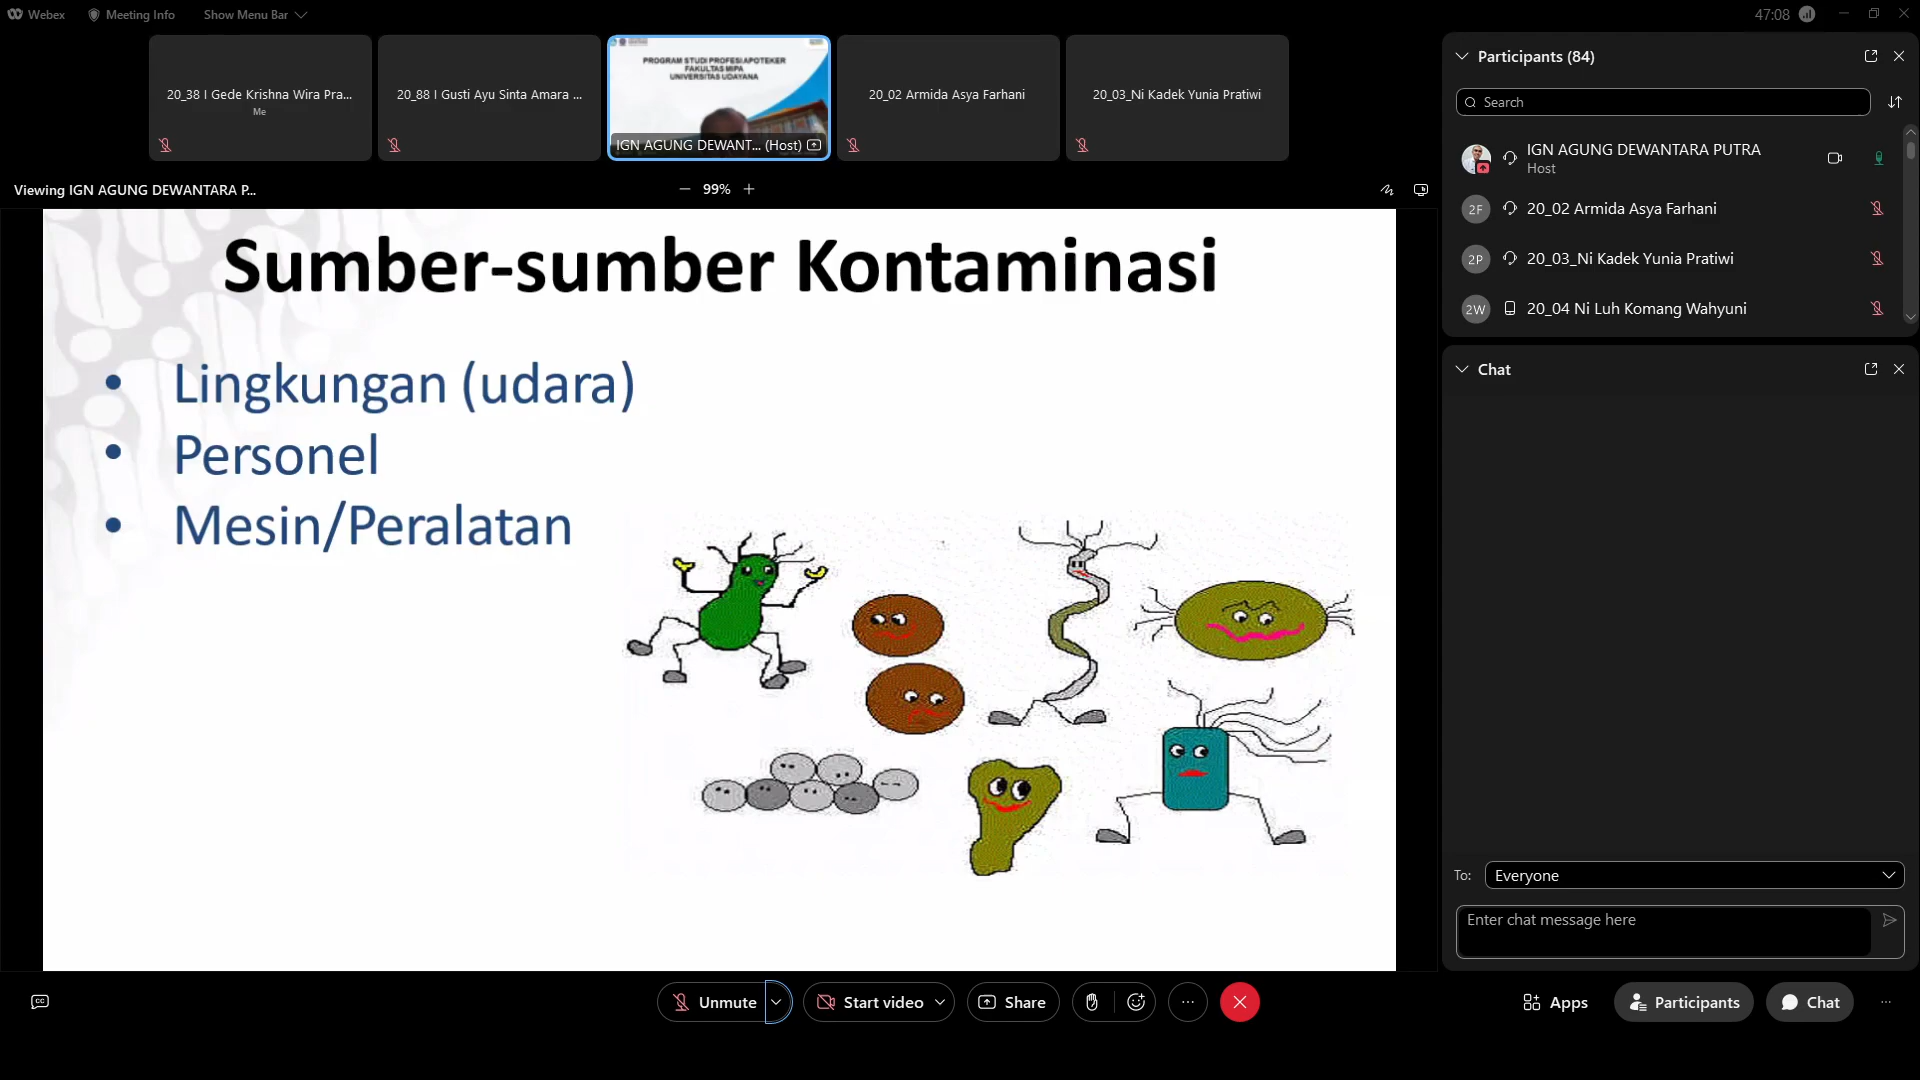 Webex
Meeting Info
Show Menu Bar
47:08
20_38 I Gede Krishna Wira Pra...
Me
20_88 I Gusti Ayu Sinta Amara ...
PROGRAM STUDI PROFESI APOTEKER
FAKULTAS MIPA
UNIVERSITAS UDAYANA
IGN AGUNG DEWANT... (Host)
20_02 Armida Asya Farhani
20_03_Ni Kadek Yunia Pratiwi
Viewing IGN AGUNG DEWANTARA P...
99%
Sumber-sumber Kontaminasi
• Lingkungan (udara)
• Personel
• Mesin/Peralatan
Participants (84)
Search
IGN AGUNG DEWANTARA PUTRA
Host
2F 20_02 Armida Asya Farhani
2P 20_03_Ni Kadek Yunia Pratiwi
2W 20_04 Ni Luh Komang Wahyuni
Chat
To: Everyone
Enter chat message here
CC
Unmute
Start video
Share
Apps
Participants
Chat